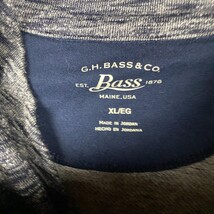 G.H. BASS & CO.
EST. Bass 1876
MAINE, USA
XL/EG
MADE IN JORDAN
HECHO EN JORDANIA